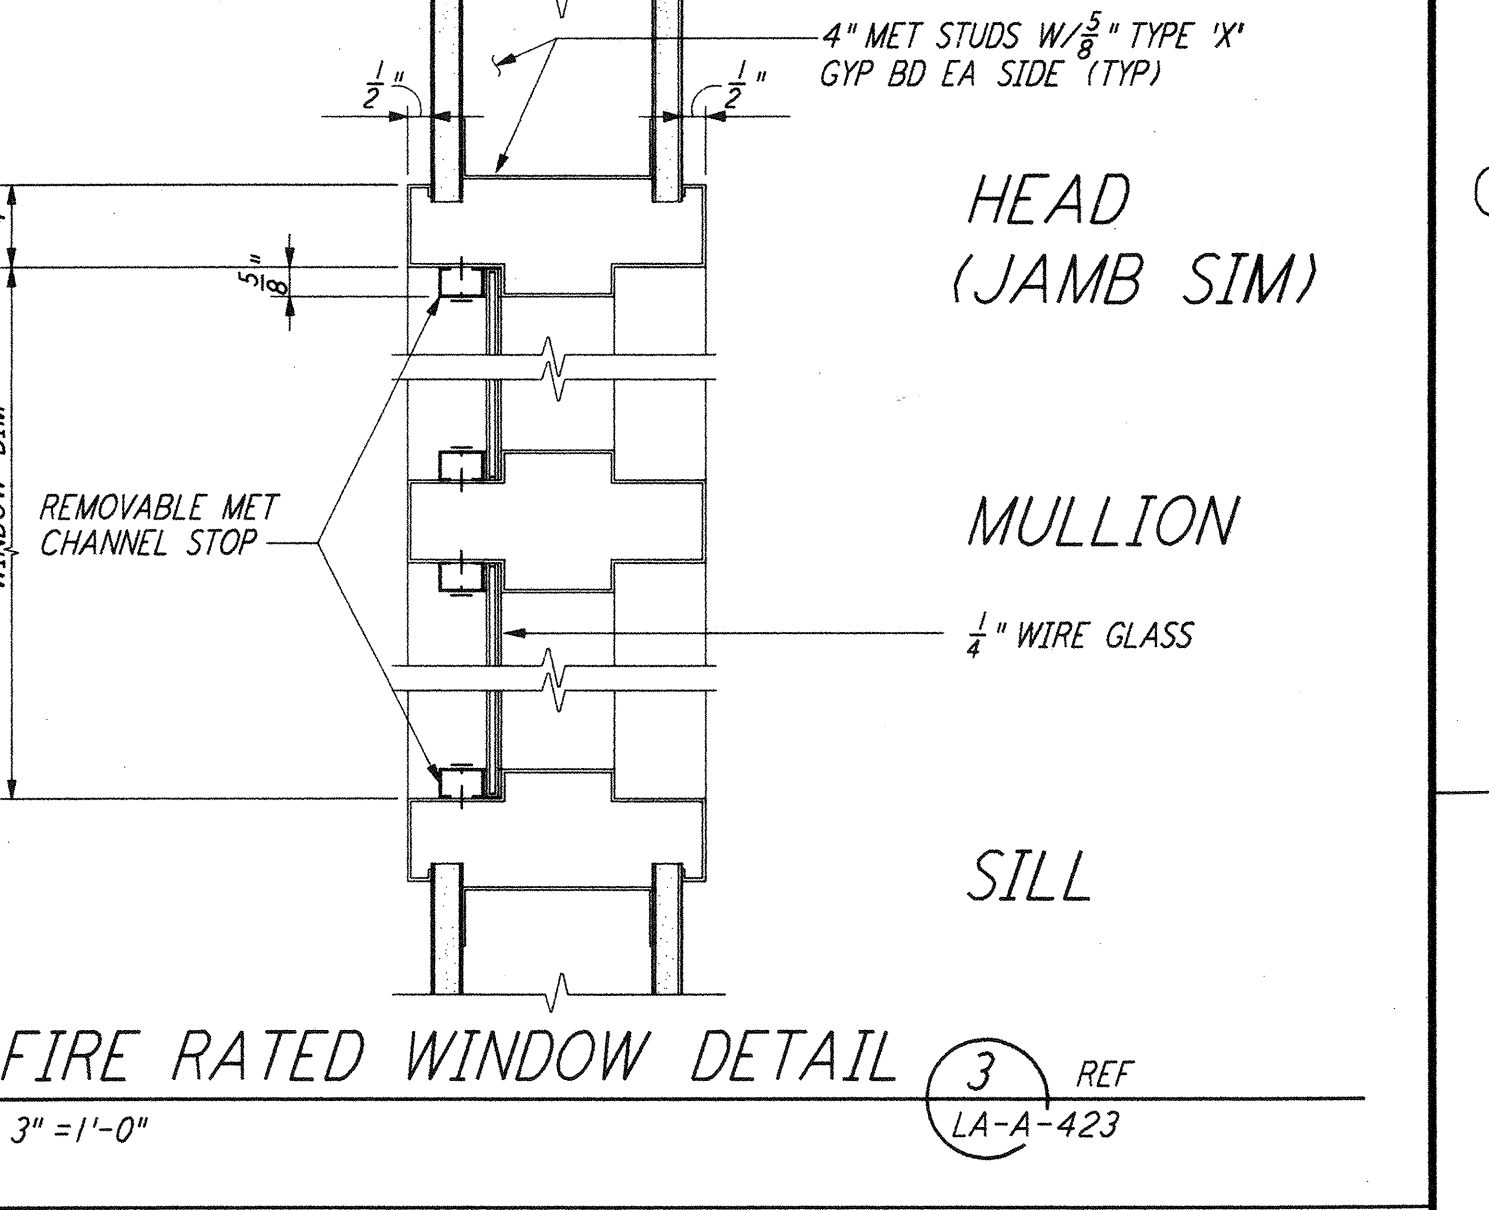 4" MET STUDS W/5/8" TYPE 'X'
GYP BD EA SIDE (TYP)
1/2"
1/2"
HEAD
(JAMB SIM)
5/8"
REMOVABLE MET
CHANNEL STOP
WINDOW DIM
MULLION
1/4" WIRE GLASS
SILL
FIRE RATED WINDOW DETAIL
3
REF
LA-A-423
3" =1'-0"